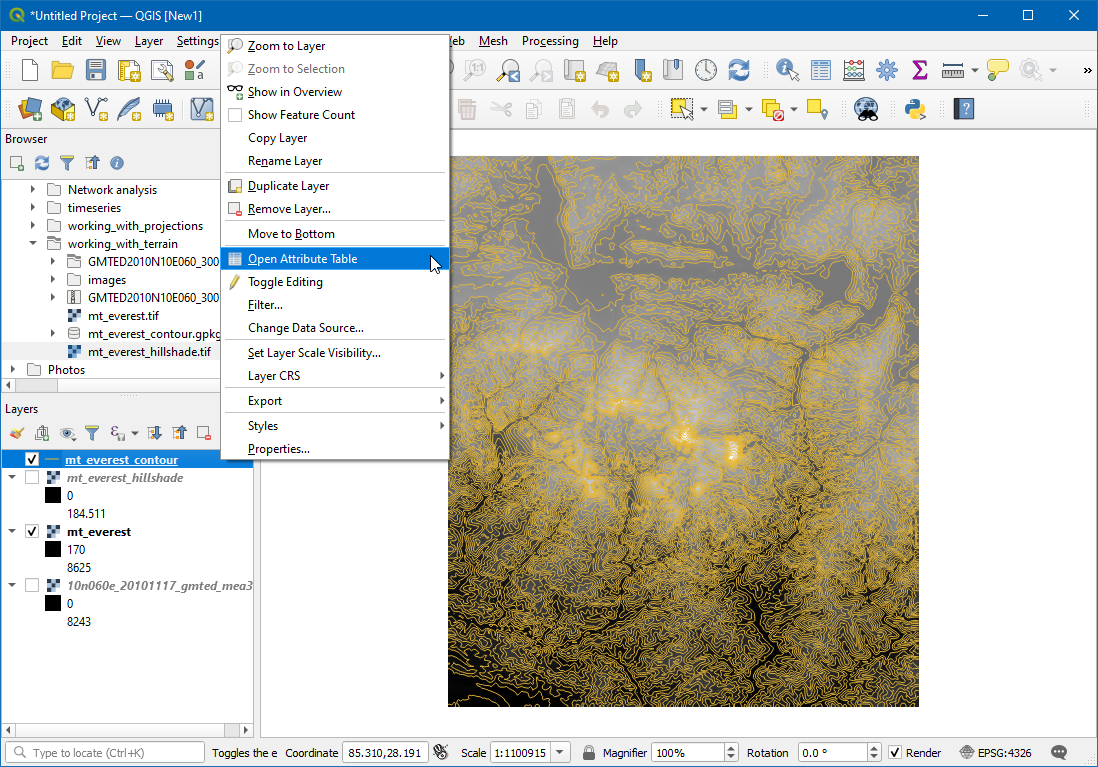 *Untitled Project — QGIS [New1]
Project Edit View Layer Settings eb Mesh Processing Help
Zoom to Layer
Zoom to Selection
Show in Overview
Show Feature Count
Copy Layer
Rename Layer
Duplicate Layer
Remove Layer...
Move to Bottom
Open Attribute Table
Toggle Editing
Filter...
Change Data Source...
Set Layer Scale Visibility...
Layer CRS
Export
Styles
Properties...
Browser
Network analysis
timeseries
working_with_projections
working_with_terrain
GMTED2010N10E060_300
images
GMTED2010N10E060_300
mt_everest.tif
mt_everest_contour.gpkg
mt_everest_hillshade.tif
Photos
Layers
mt_everest_contour
mt_everest_hillshade
0
184.511
mt_everest
170
8625
10n060e_20101117_gmted_mea3
0
8243
Type to locate (Ctrl+K) Toggles the e Coordinate 85.310,28.191 Scale 1:1100915 Magnifier 100% Rotation 0.0 ° Render EPSG:4326